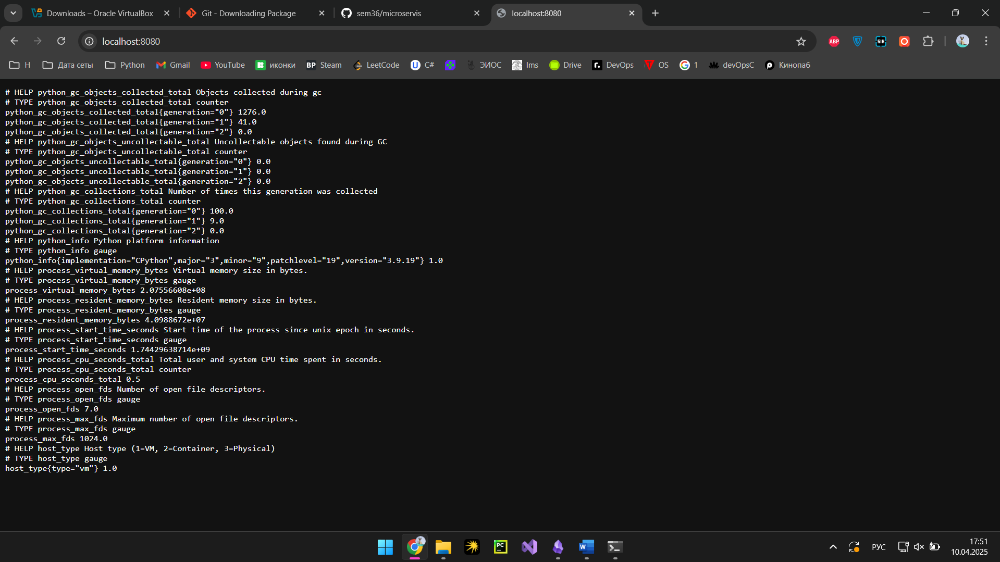 Downloads – Oracle VirtualBox
Git - Downloading Package
sem36/microservis
localhost:8080
localhost:8080
ABP
SIH
Н
Дата сеты
Python
Gmail
YouTube
иконки
BP Steam
LeetCode
U C#
ЭИОС
lms
Drive
r. DevOps
OS
G 1
devOpsC
Кинопаб
# HELP python_gc_objects_collected_total Objects collected during gc
# TYPE python_gc_objects_collected_total counter
python_gc_objects_collected_total{generation="0"} 1276.0
python_gc_objects_collected_total{generation="1"} 41.0
python_gc_objects_collected_total{generation="2"} 0.0
# HELP python_gc_objects_uncollectable_total Uncollectable objects found during GC
# TYPE python_gc_objects_uncollectable_total counter
python_gc_objects_uncollectable_total{generation="0"} 0.0
python_gc_objects_uncollectable_total{generation="1"} 0.0
python_gc_objects_uncollectable_total{generation="2"} 0.0
# HELP python_gc_collections_total Number of times this generation was collected
# TYPE python_gc_collections_total counter
python_gc_collections_total{generation="0"} 100.0
python_gc_collections_total{generation="1"} 9.0
python_gc_collections_total{generation="2"} 0.0
# HELP python_info Python platform information
# TYPE python_info gauge
python_info{implementation="CPython",major="3",minor="9",patchlevel="19",version="3.9.19"} 1.0
# HELP process_virtual_memory_bytes Virtual memory size in bytes.
# TYPE process_virtual_memory_bytes gauge
process_virtual_memory_bytes 2.07556608e+08
# HELP process_resident_memory_bytes Resident memory size in bytes.
# TYPE process_resident_memory_bytes gauge
process_resident_memory_bytes 4.0988672e+07
# HELP process_start_time_seconds Start time of the process since unix epoch in seconds.
# TYPE process_start_time_seconds gauge
process_start_time_seconds 1.74429638714e+09
# HELP process_cpu_seconds_total Total user and system CPU time spent in seconds.
# TYPE process_cpu_seconds_total counter
process_cpu_seconds_total 0.5
# HELP process_open_fds Number of open file descriptors.
# TYPE process_open_fds gauge
process_open_fds 7.0
# HELP process_max_fds Maximum number of open file descriptors.
# TYPE process_max_fds gauge
process_max_fds 1024.0
# HELP host_type Host type (1=VM, 2=Container, 3=Physical)
# TYPE host_type gauge
host_type{type="vm"} 1.0
PC
W
РУС
17:51
10.04.2025